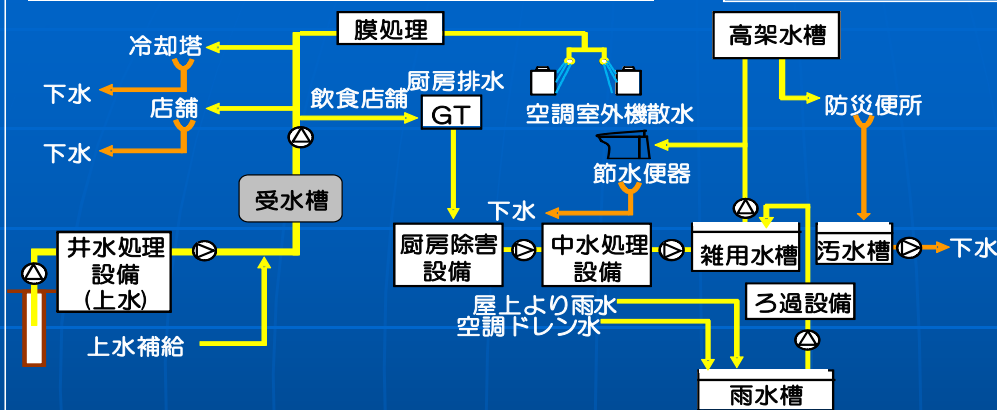 膜処理
高架水槽
冷却塔
厨房排水
下水
店舗
飲食店舗
GT
空調室外機散水
防災便所
下水
節水便器
受水槽
下水
井水処理
設備
(上水)
厨房除害
設備
中水処理
設備
雑用水槽
汚水槽
下水
屋上より雨水
ろ過設備
空調ドレン水
上水補給
雨水槽